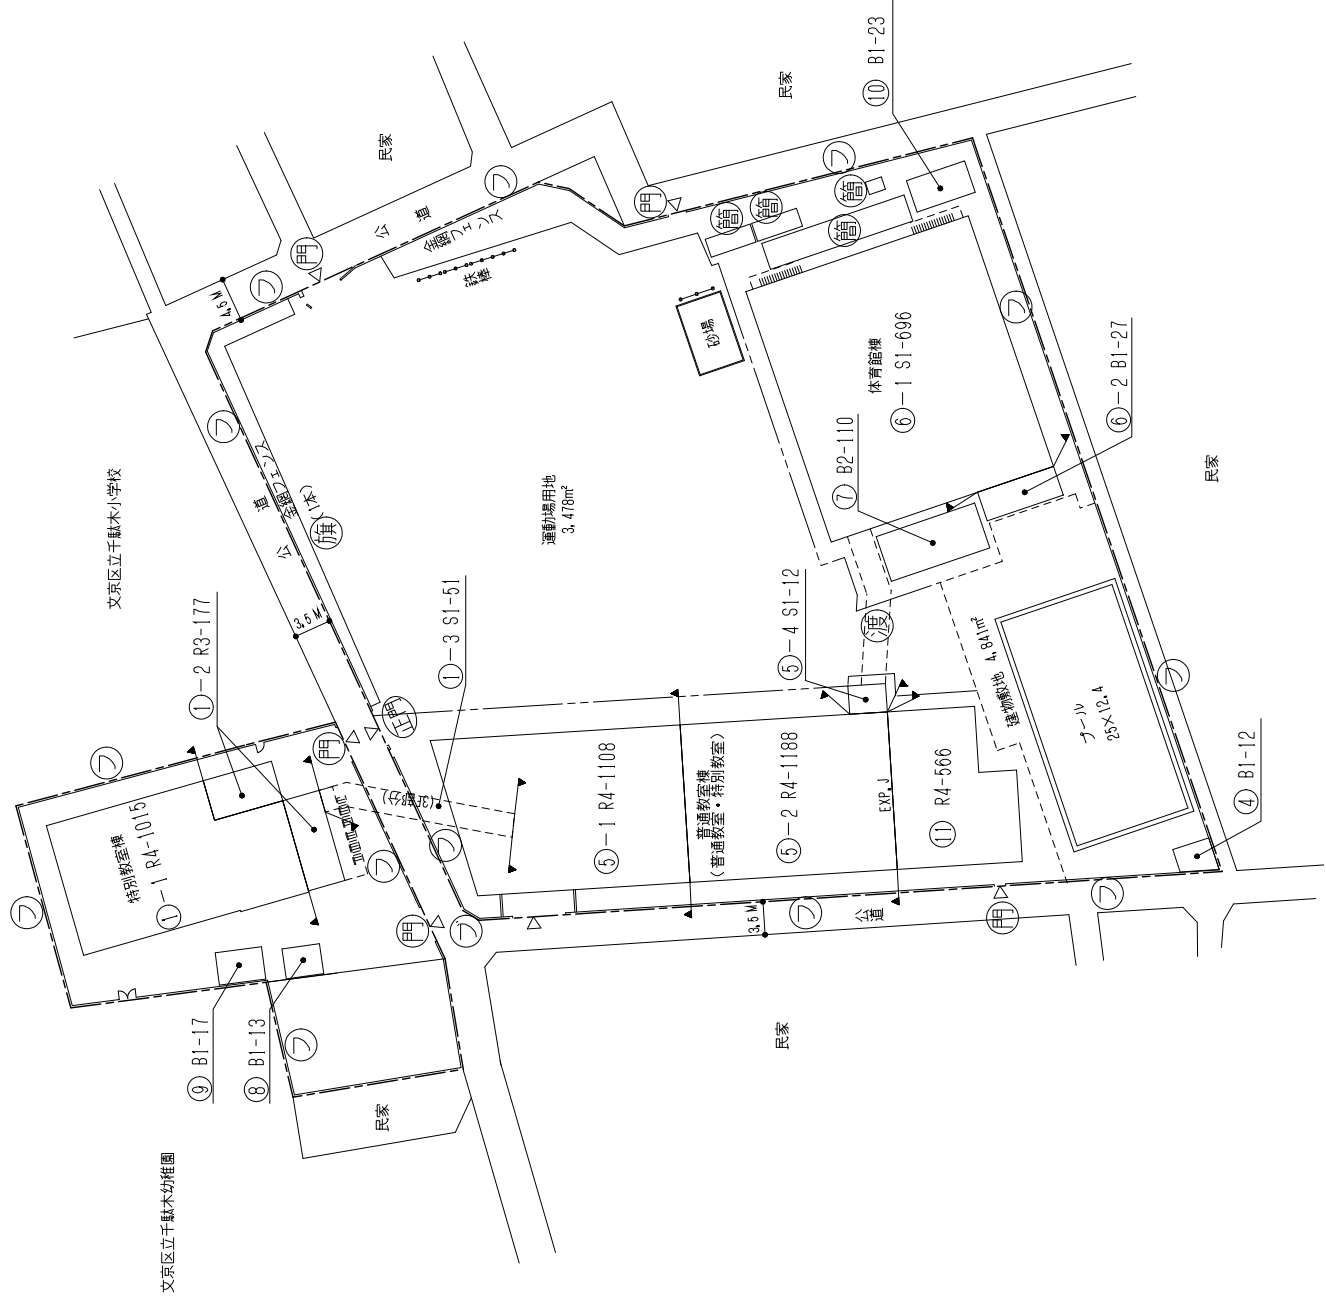 文京区立千駄木小学校
文京区立千駄木幼稚園
民家
民家
民家
民家
民家
公道
金網フェンス
鉄棒
4.5M
公道
金網フェンス
旗
(1本)
3.5M
運動場用地
3,478㎡
砂場
体育館棟
⑥-1 S1-696
⑥-2 B1-27
⑦ B2-110
⑩ B1-23
①-2 R3-177
①-3 S1-51
特別教室棟
①-1 R4-1015
(3F部分)
正門
門
門
門
門
門
フ
フ
フ
フ
フ
フ
フ
フ
フ
フ
フ
フ
フ
フ
ブ
簡
簡
簡
簡
渡
⑤-4 S1-12
⑤-1 R4-1108
普通教室棟
(普通教室・特別教室)
⑤-2 R4-1188
EXP.J
⑪ R4-566
建物敷地 4,841㎡
プール
25×12.4
④ B1-12
3.5M
公道
⑨ B1-17
⑧ B1-13